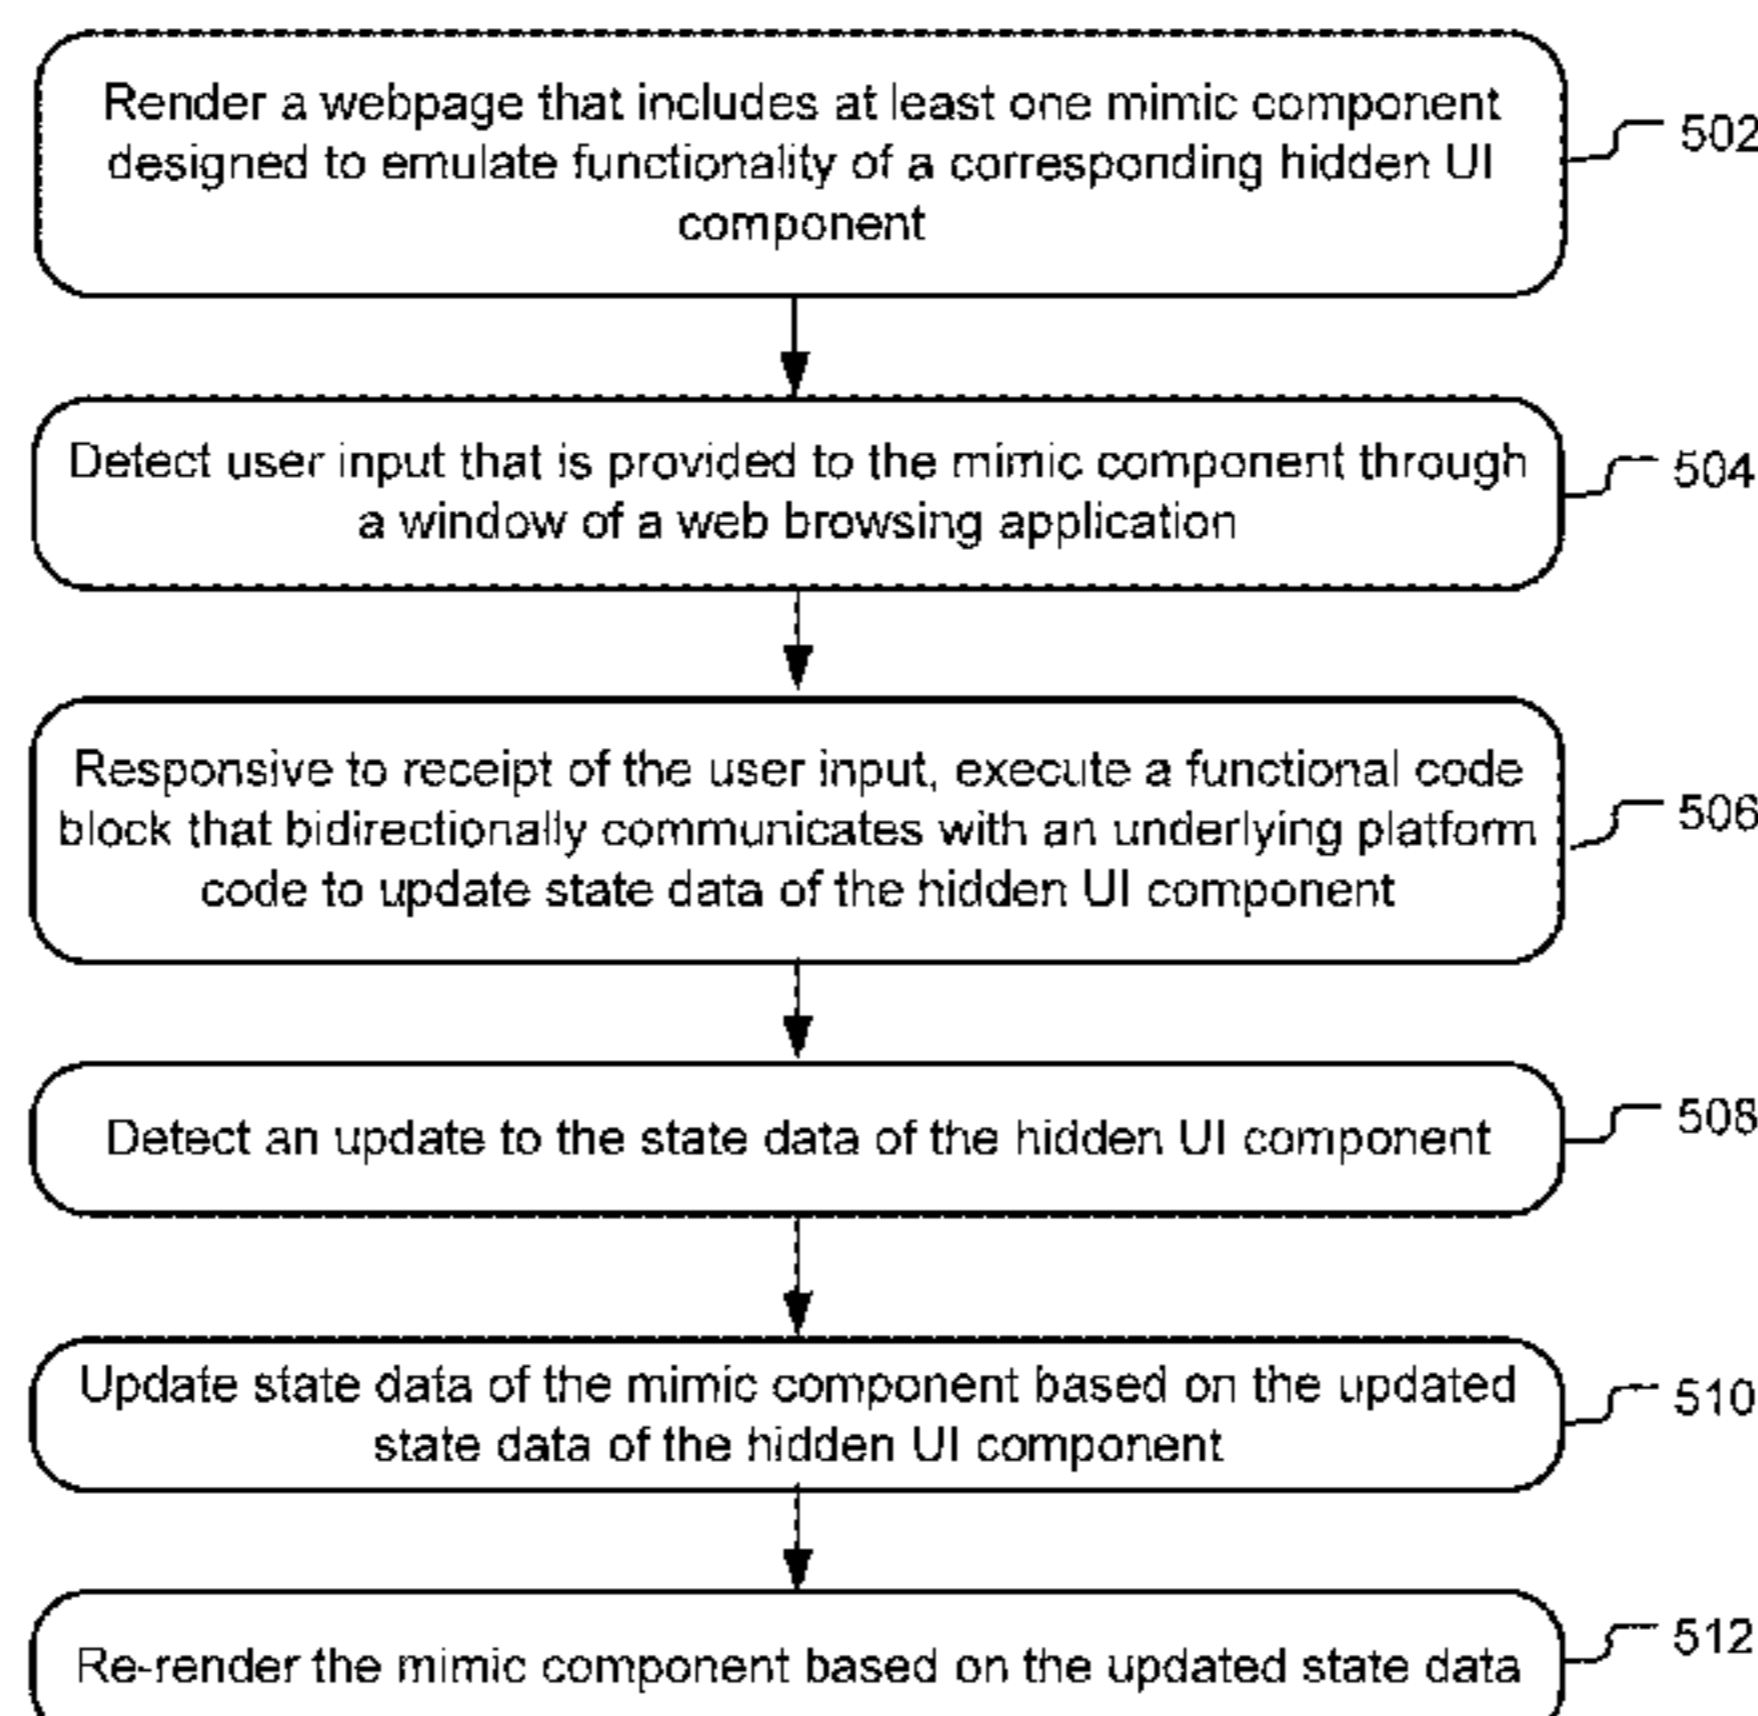 Render a webpage that includes at least one mimic component
designed to emulate functionality of a corresponding hidden UI
component
502
Detect user input that is provided to the mimic component through
a window of a web browsing application
504
Responsive to receipt of the user input, execute a functional code
block that bidirectionally communicates with an underlying platform
code to update state data of the hidden UI component
506
Detect an update to the state data of the hidden UI component
508
Update state data of the mimic component based on the updated
state data of the hidden UI component
510
Re-render the mimic component based on the updated state data
512